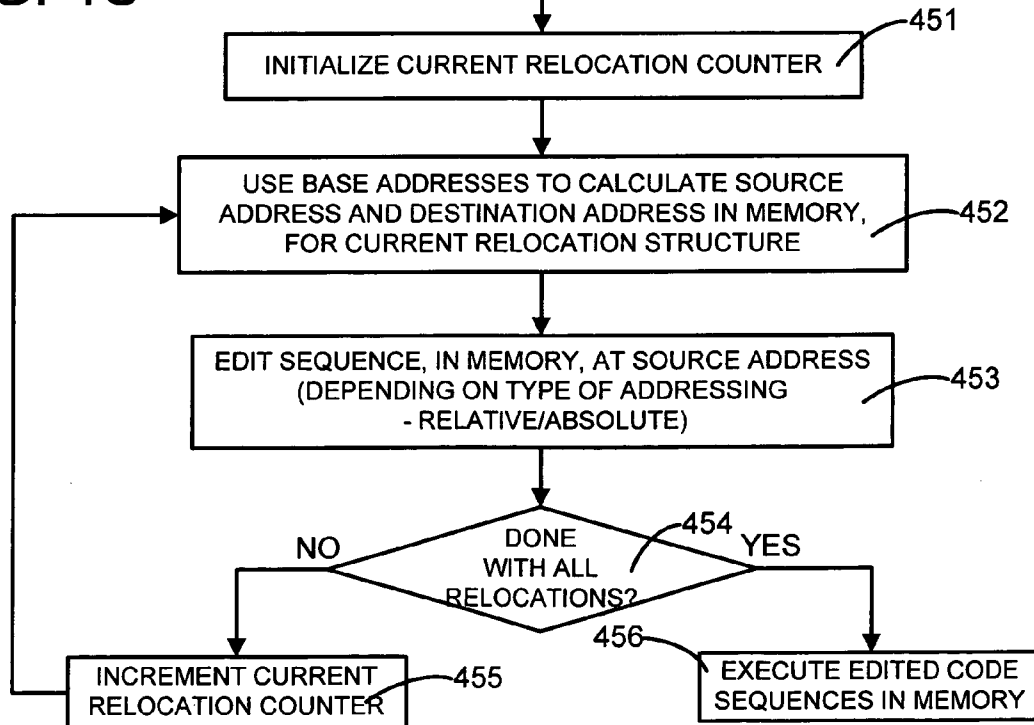 451
INITIALIZE CURRENT RELOCATION COUNTER
USE BASE ADDRESSES TO CALCULATE SOURCE
ADDRESS AND DESTINATION ADDRESS IN MEMORY,
FOR CURRENT RELOCATION STRUCTURE
452
EDIT SEQUENCE, IN MEMORY, AT SOURCE ADDRESS
(DEPENDING ON TYPE OF ADDRESSING
- RELATIVE/ABSOLUTE)
453
NO
DONE
WITH ALL
RELOCATIONS?
454
YES
INCREMENT CURRENT
RELOCATION COUNTER
455
456
EXECUTE EDITED CODE
SEQUENCES IN MEMORY